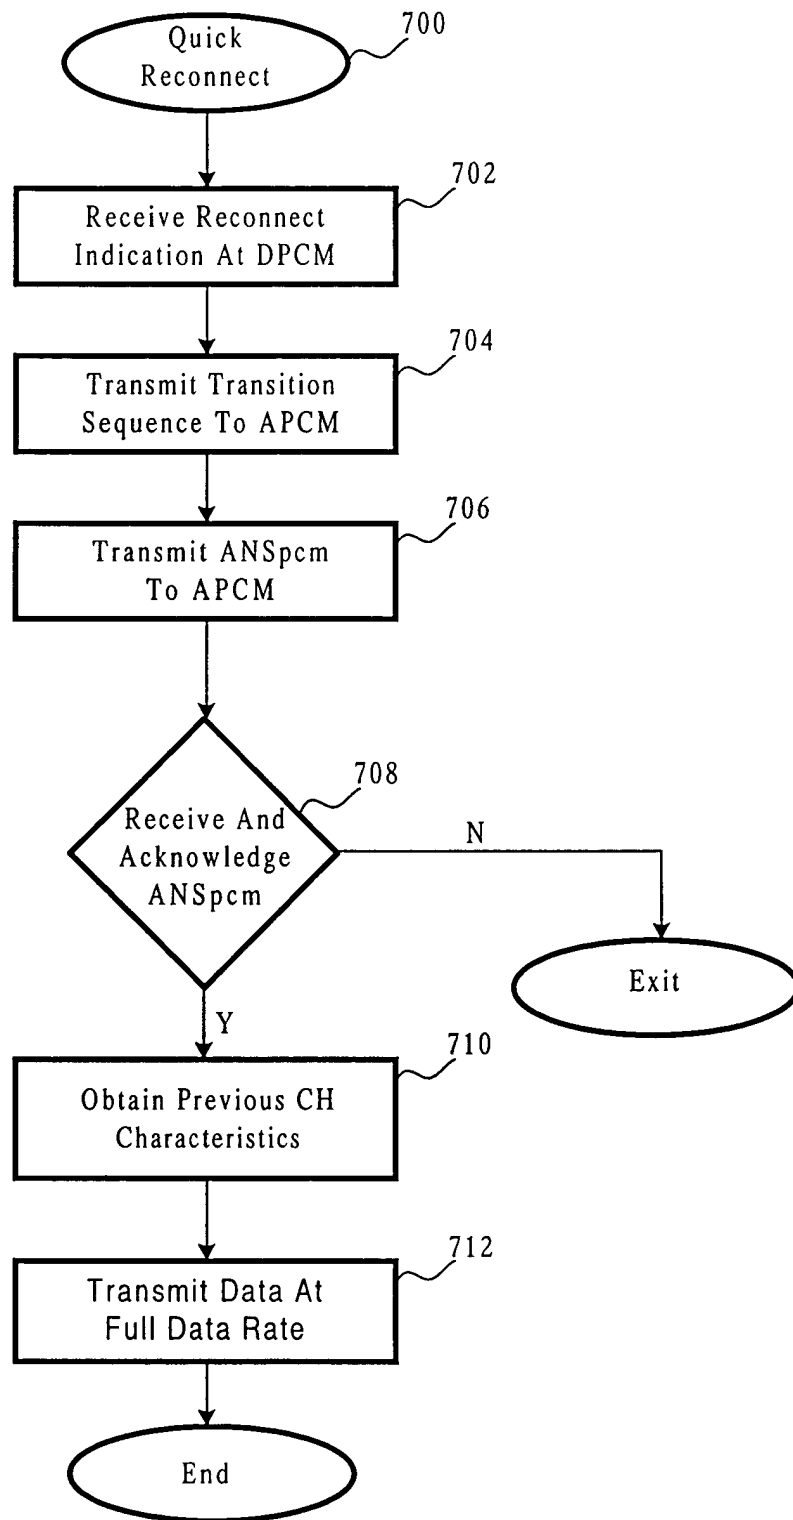 Quick
Reconnect
700
702
Receive Reconnect
Indication At DPCM
704
Transmit Transition
Sequence To APCM
706
Transmit ANSpcm
To APCM
708
Receive And
Acknowledge
ANSpcm
N
Exit
Y
710
Obtain Previous CH
Characteristics
712
Transmit Data At
Full Data Rate
End